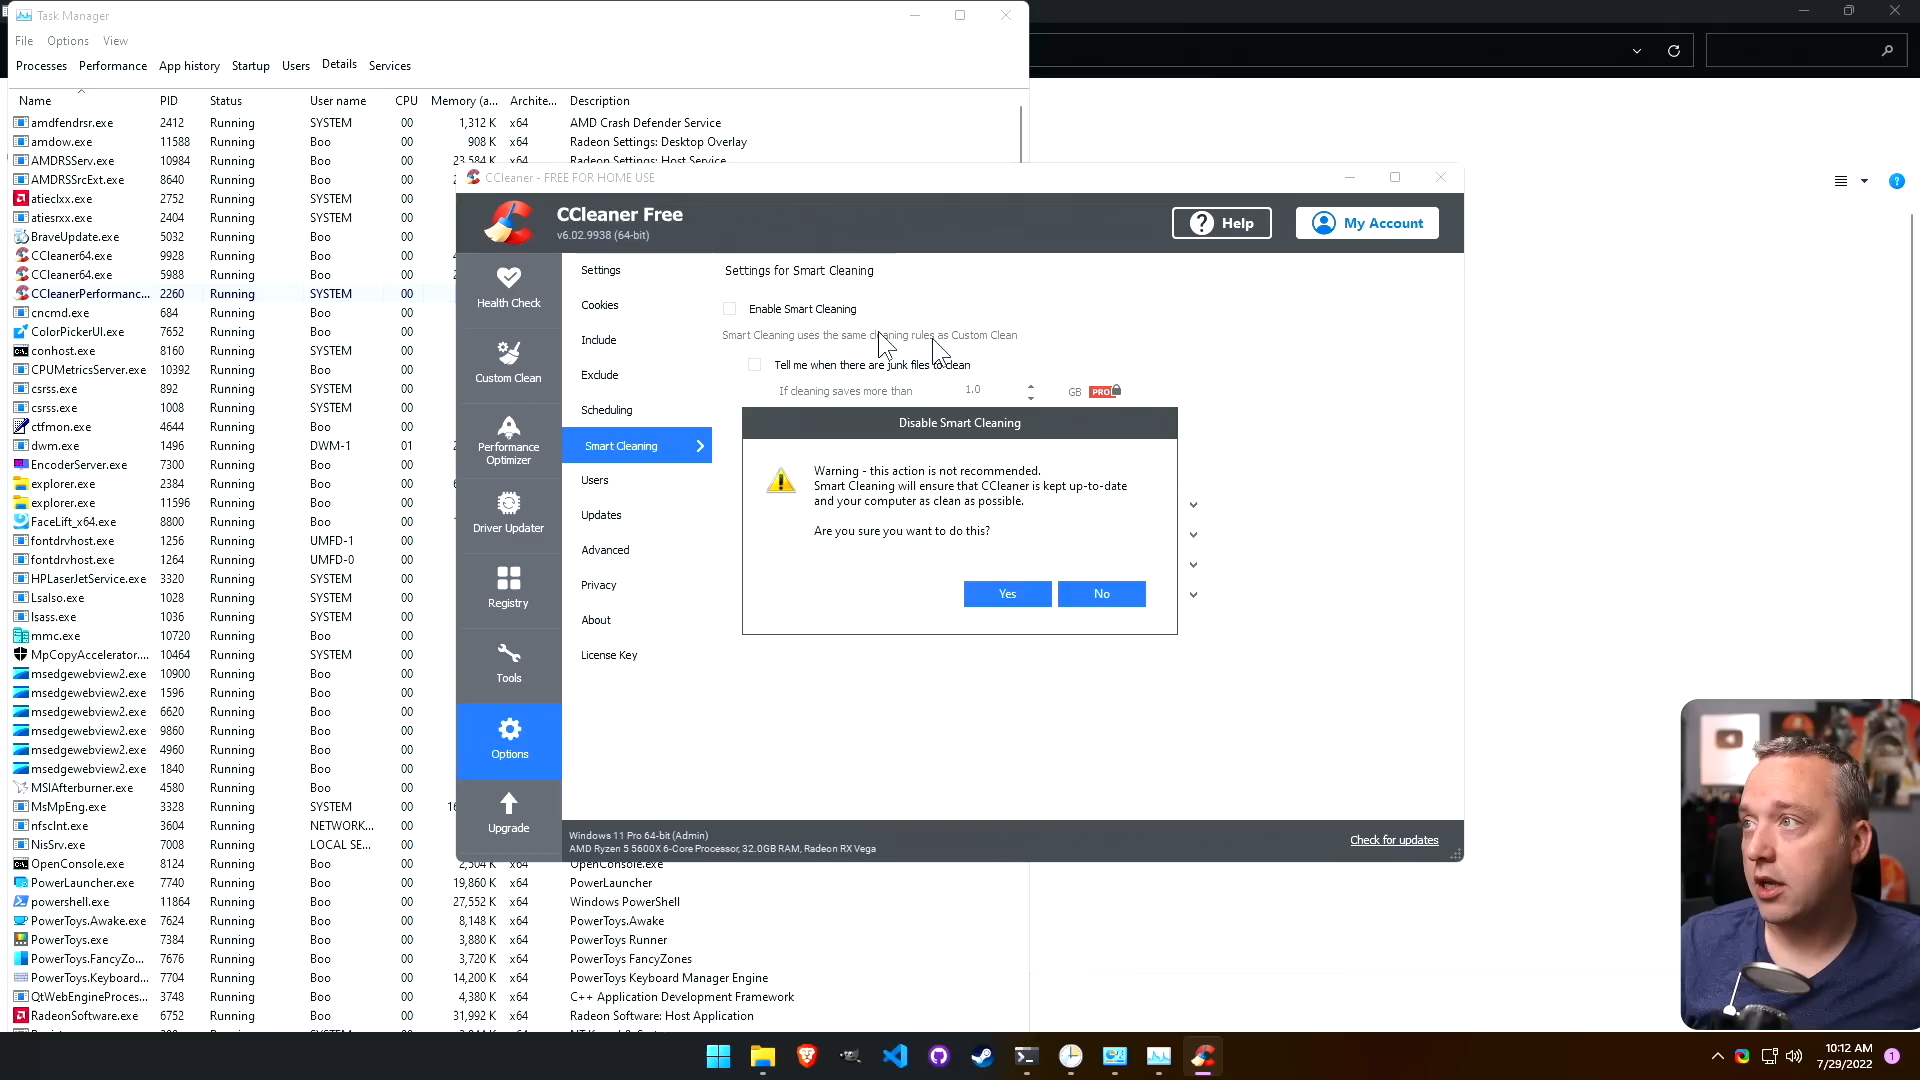 Task Manager
File Options View
Processes Performance App history Startup Users Details Services
Name PID Status User name CPU Memory (a... Archite... Description
amdfendrsr.exe 2412 Running SYSTEM 00 1,312 K x64 AMD Crash Defender Service
amdow.exe 11588 Running Boo 00 908 K x64 Radeon Settings: Desktop Overlay
AMDRSServ.exe 10984 Running Boo 00 23,584 K x64 Radeon Settings: Host Service
AMDRSSrcExt.exe 8640 Running Boo 00
atieclxx.exe 2752 Running SYSTEM 00
atiesrxx.exe 2404 Running SYSTEM 00
BraveUpdate.exe 5032 Running Boo 00
CCleaner64.exe 9928 Running Boo 00
CCleaner64.exe 5988 Running Boo 00
CCleanerPerformanc... 2260 Running SYSTEM 00
cncmd.exe 684 Running Boo 00
ColorPickerUI.exe 7652 Running Boo 00
conhost.exe 8160 Running SYSTEM 00
CPUMetricsServer.exe 10392 Running Boo 00
csrss.exe 892 Running SYSTEM 00
csrss.exe 1008 Running SYSTEM 00
ctfmon.exe 4644 Running Boo 00
dwm.exe 1496 Running DWM-1 01
EncoderServer.exe 7300 Running Boo 00
explorer.exe 2384 Running Boo 00
explorer.exe 11596 Running Boo 00
FaceLift_x64.exe 8800 Running Boo 00
fontdrvhost.exe 1256 Running UMFD-1 00
fontdrvhost.exe 1264 Running UMFD-0 00
HPLaserJetService.exe 3320 Running SYSTEM 00
LsaIso.exe 1028 Running SYSTEM 00
lsass.exe 1036 Running SYSTEM 00
mmc.exe 10720 Running Boo 00
MpCopyAccelerator.... 10464 Running SYSTEM 00
msedgewebview2.exe 10900 Running Boo 00
msedgewebview2.exe 1596 Running Boo 00
msedgewebview2.exe 6620 Running Boo 00
msedgewebview2.exe 9860 Running Boo 00
msedgewebview2.exe 4960 Running Boo 00
msedgewebview2.exe 1840 Running Boo 00
MSIAfterburner.exe 4580 Running Boo 00
MsMpEng.exe 3328 Running SYSTEM 00
nfsclnt.exe 3604 Running NETWORK... 00
NisSrv.exe 7008 Running LOCAL SE... 00
OpenConsole.exe 8124 Running Boo 00 2,504 K x64 OpenConsole.exe
PowerLauncher.exe 7740 Running Boo 00 19,860 K x64 PowerLauncher
powershell.exe 11864 Running Boo 00 27,552 K x64 Windows PowerShell
PowerToys.Awake.exe 7624 Running Boo 00 8,148 K x64 PowerToys.Awake
PowerToys.exe 7384 Running Boo 00 3,880 K x64 PowerToys Runner
PowerToys.FancyZo... 7676 Running Boo 00 3,720 K x64 PowerToys FancyZones
PowerToys.Keyboard... 7704 Running Boo 00 14,200 K x64 PowerToys Keyboard Manager Engine
QtWebEngineProces... 3748 Running Boo 00 4,380 K x64 C++ Application Development Framework
RadeonSoftware.exe 6752 Running Boo 00 31,992 K x64 Radeon Software: Host Application
CCleaner - FREE FOR HOME USE
CCleaner Free
v6.02.9938 (64-bit)
Help
My Account
Health Check
Custom Clean
Performance
Optimizer
Driver Updater
Registry
Tools
Options
Upgrade
Settings
Cookies
Include
Exclude
Scheduling
Smart Cleaning
Users
Updates
Advanced
Privacy
About
License Key
Settings for Smart Cleaning
Enable Smart Cleaning
Smart Cleaning uses the same cleaning rules as Custom Clean
Tell me when there are junk files to clean
If cleaning saves more than 1.0 GB PRO
Disable Smart Cleaning
Warning - this action is not recommended.
Smart Cleaning will ensure that CCleaner is kept up-to-date
and your computer as clean as possible.
Are you sure you want to do this?
Yes No
Windows 11 Pro 64-bit (Admin)
AMD Ryzen 5 5600X 6-Core Processor, 32.0GB RAM, Radeon RX Vega
Check for updates
10:12 AM
7/29/2022
1